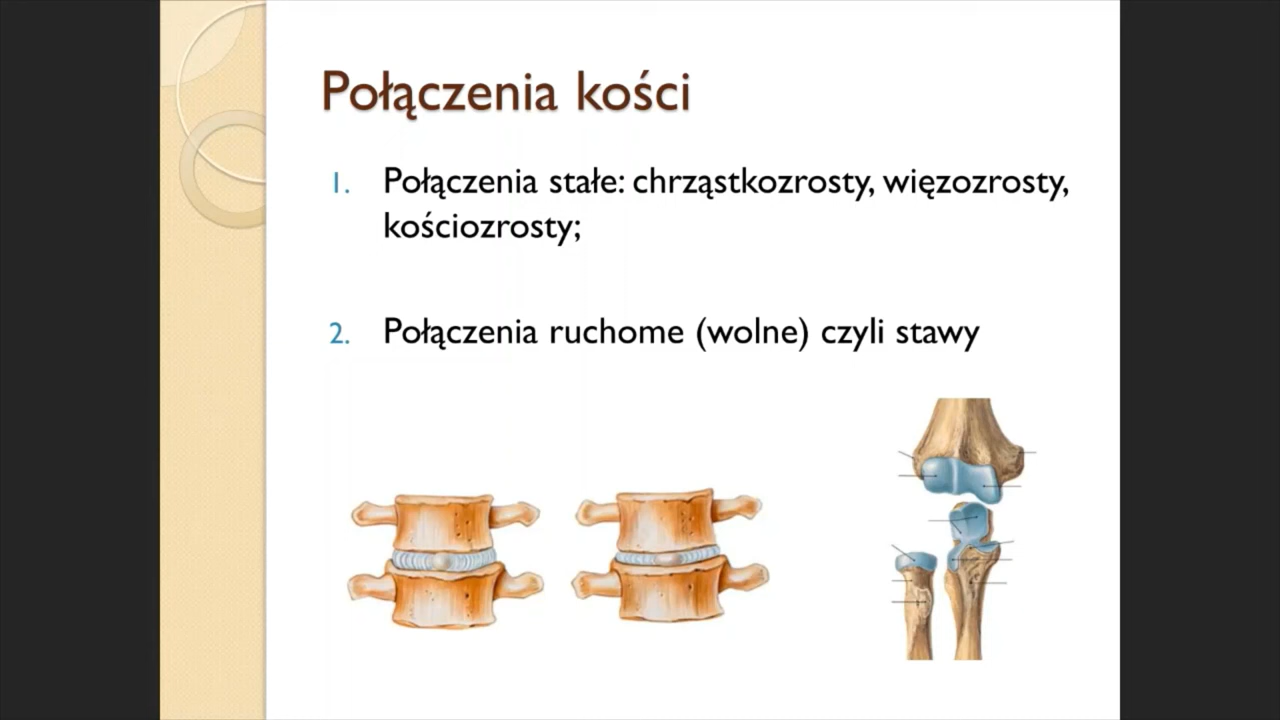 Połączenia kości
1. Połączenia stałe: chrząstkozrosty, więzozrosty,
kościozrosty;
2. Połączenia ruchome (wolne) czyli stawy